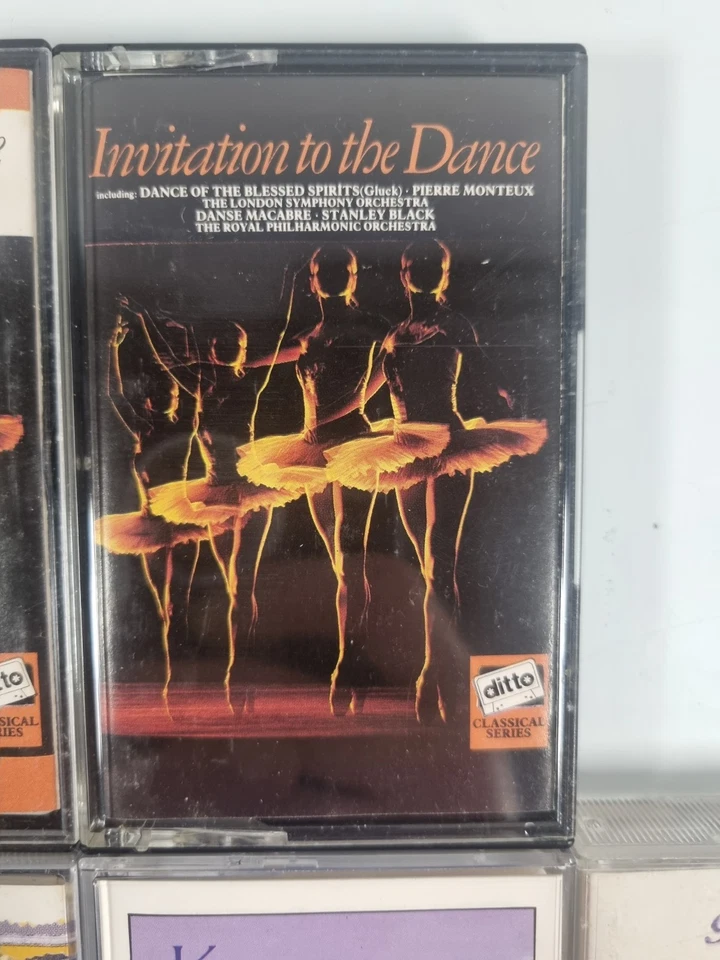 Invitation to the Dance
including: DANCE OF THE BLESSED SPIRITS(Gluck) · PIERRE MONTEUX
THE LONDON SYMPHONY ORCHESTRA
DANSE MACABRE · STANLEY BLACK
THE ROYAL PHILHARMONIC ORCHESTRA
ditto
CLASSICAL
SERIES